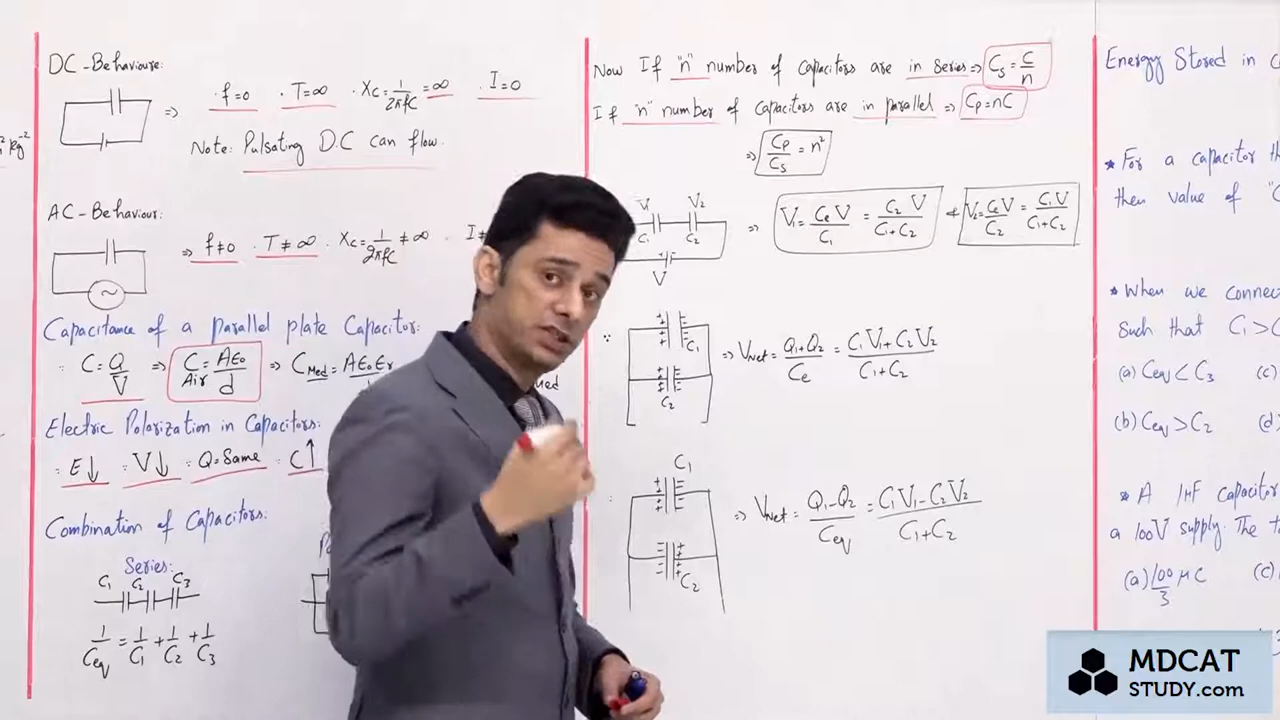 m² kg⁻²
DC-Behaviour:
⇒ · f=0 · T=∞ · Xc=1/2πfC=∞ · I=0
Note: Pulsating D.C can flow.
AC-Behaviour:
⇒ f≠0 · T≠∞ · Xc=1/2πfC≠∞ · I≠
Capacitance of a parallel plate Capacitor:
∵ C=Q/V ⇒ C Air=Aε₀/d ⇒ C Med=Aε₀εr/
Electric Polarization in Capacitors:
∵ E↓ ∵ V↓ ∵ Q=Same ∵ C↑
Combination of Capacitors:
Series:
C₁ C₂ C₃
1/Ceq=1/C₁+1/C₂+1/C₃
Now If "n" number of capacitors are in series ⇒ Cs=C/n
If "n" number of capacitors are in parallel ⇒ Cp=nC
⇒ Cp/Cs=n²
V₁ V₂
C₁ C₂
V
⇒ V₁=CeV/C₁=C₂V/C₁+C₂ & V₂=CeV/C₂=C₁V/C₁+C₂
C₁
C₂
⇒ VNet=Q₁+Q₂/Ce=C₁V₁+C₂V₂/C₁+C₂
C₁
C₂
⇒ VNet=Q₁-Q₂/Ceq=C₁V₁-C₂V₂/C₁+C₂
Energy Stored in C
* For a capacitor th
then value of "C
* When we connec
Such that C₁>C
(a) Ceq<C₃ (c)
(b) Ceq>C₂ (d)
* A 1μF capacitor
a 100V supply. The t
(a) 100/3 μC (c)
MDCAT
STUDY.com